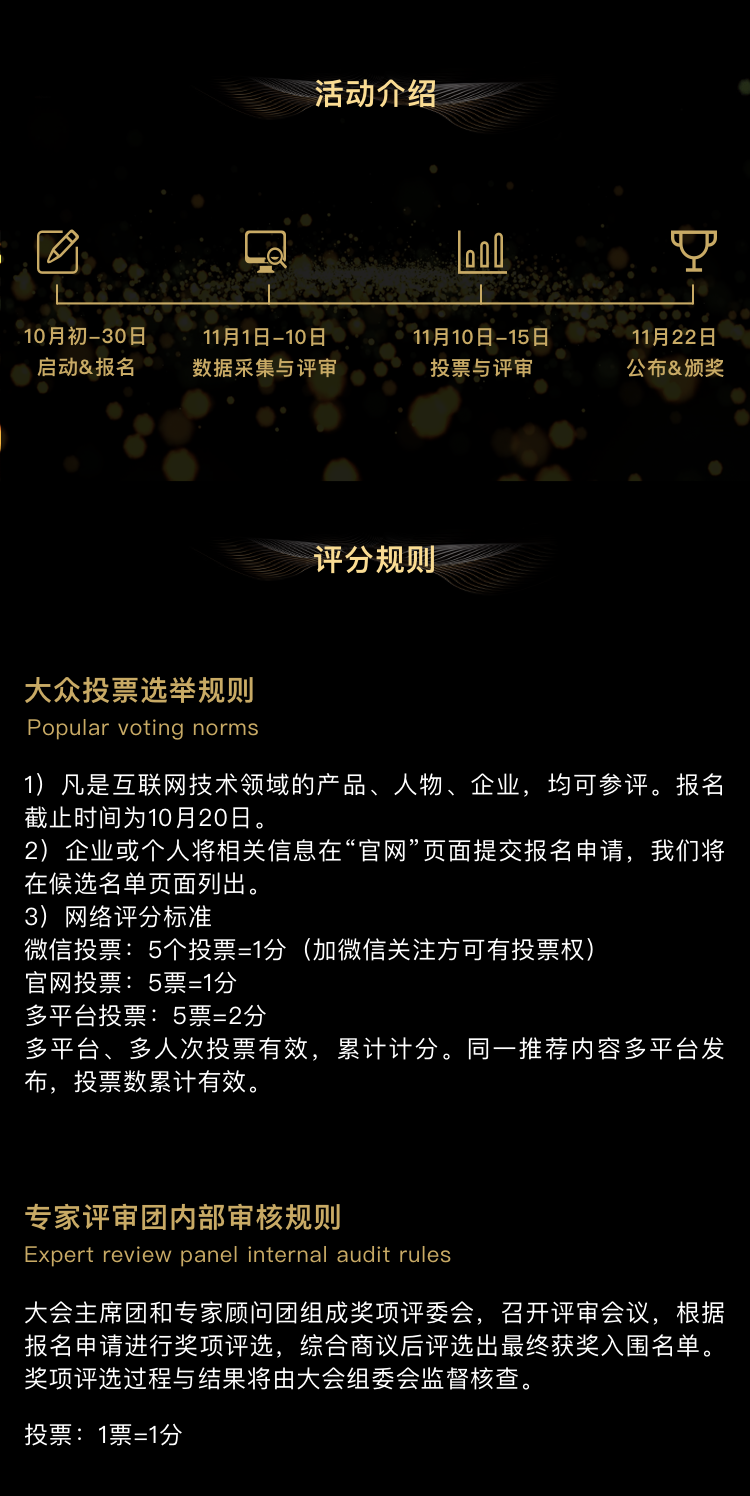 活动介绍
10月初-30日
启动&报名
11月1日-10日
数据采集与评审
11月10日-15日
投票与评审
11月22日
公布&颁奖
评分规则
大众投票选举规则
Popular voting norms
1）凡是互联网技术领域的产品、人物、企业，均可参评。报名
截止时间为10月20日。
2）企业或个人将相关信息在“官网”页面提交报名申请，我们将
在候选名单页面列出。
3）网络评分标准
微信投票：5个投票=1分（加微信关注方可有投票权）
官网投票：5票=1分
多平台投票：5票=2分
多平台、多人次投票有效，累计计分。同一推荐内容多平台发
布，投票数累计有效。
专家评审团内部审核规则
Expert review panel internal audit rules
大会主席团和专家顾问团组成奖项评委会，召开评审会议，根据
报名申请进行奖项评选，综合商议后评选出最终获奖入围名单。
奖项评选过程与结果将由大会组委会监督核查。
投票：1票=1分